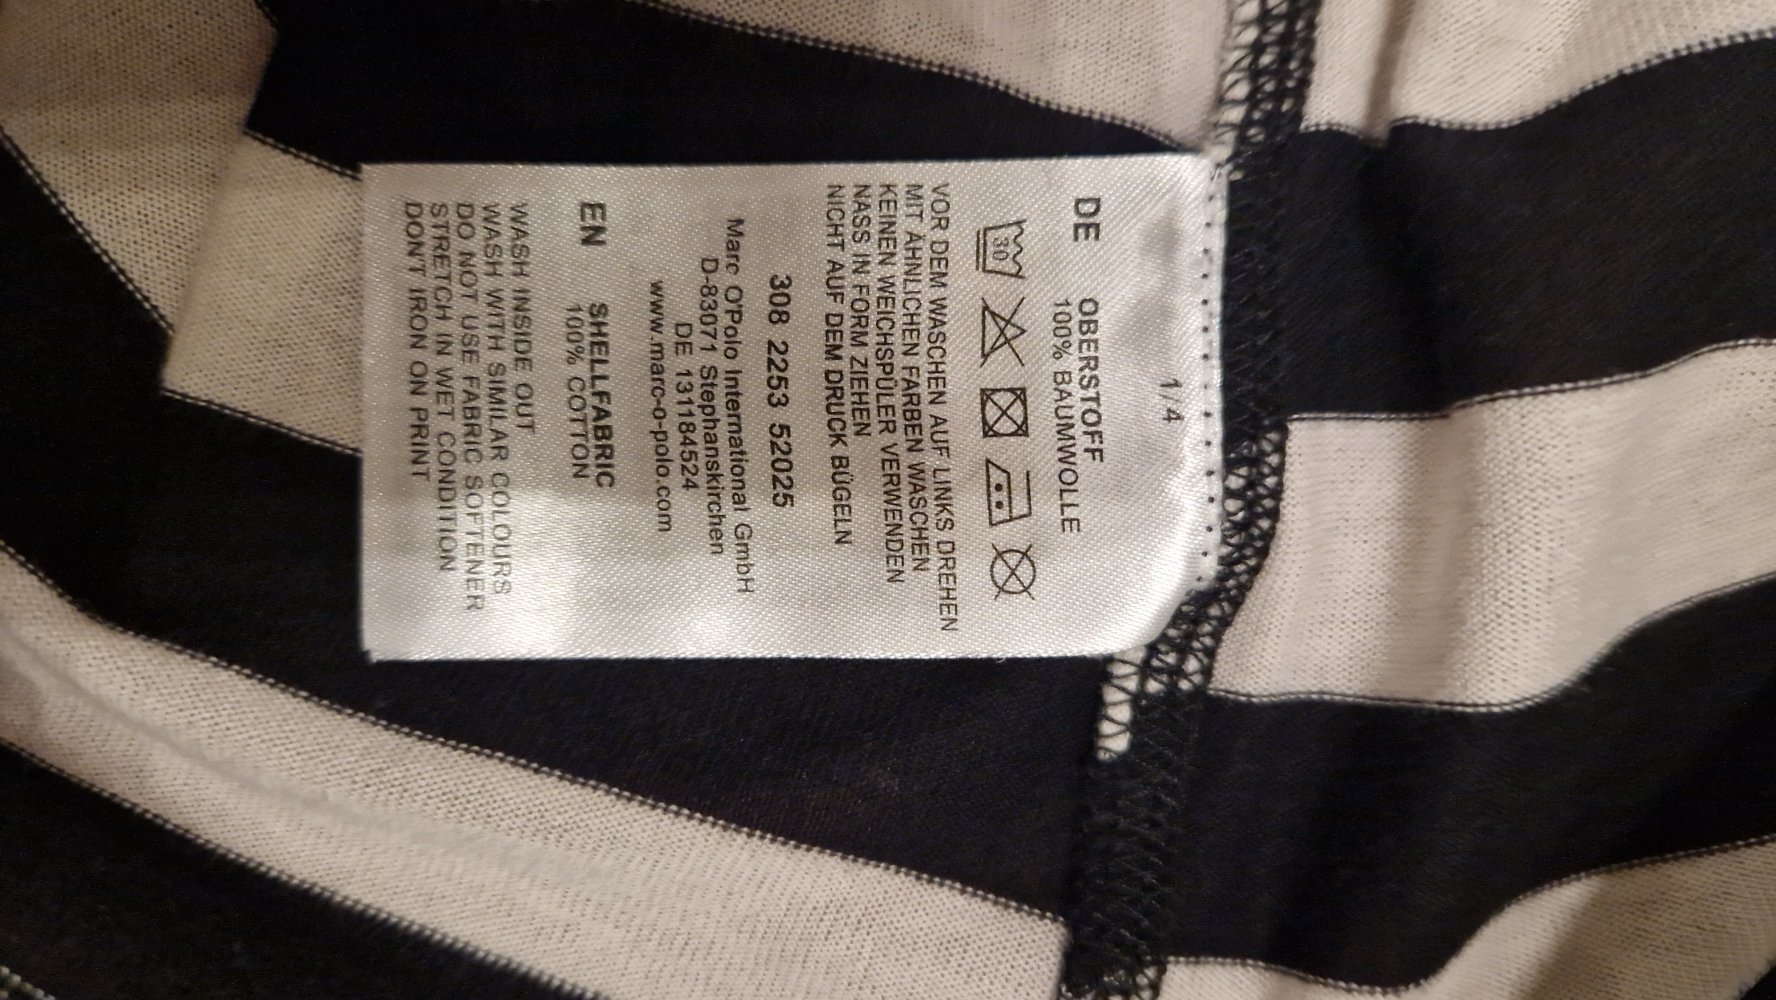 1/4
DE OBERSTOFF
100% BAUMWOLLE
30
VOR DEM WASCHEN AUF LINKS DREHEN
MIT ÄHNLICHEN FARBEN WASCHEN
KEINEN WEICHSPÜLER VERWENDEN
NASS IN FORM ZIEHEN
NICHT AUF DEM DRUCK BÜGELN
308 2253 52025
Marc O'Polo International GmbH
D-83071 Stephanskirchen
DE 131184524
www.marc-o-polo.com
EN SHELLFABRIC
100% COTTON
WASH INSIDE OUT
WASH WITH SIMILAR COLOURS
DO NOT USE FABRIC SOFTENER
STRETCH IN WET CONDITION
DONT IRON ON PRINT